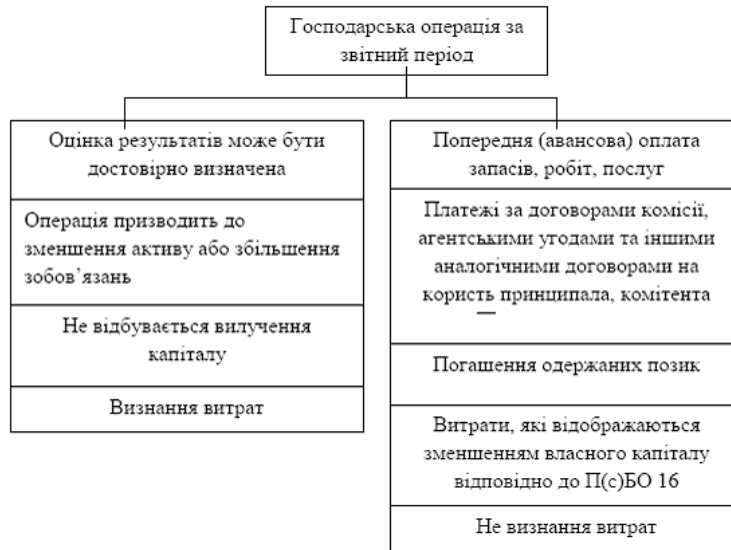 Господарська операція за
звітний період
Оцінка результатів може бути
достовірно визначена
Операція призводить до
зменшення активу або збільшення
зобов’язань
Не відбувається вилучення
капіталу
Визнання витрат
Попередня (авансова) оплата
запасів, робіт, послуг
Платежі за договорами комісії,
агентськими угодами та іншими
аналогічними договорами на
користь принципала, комітента
Погашення одержаних позик
Витрати, які відображаються
зменшенням власного капіталу
відповідно до П(с)БО 16
Не визнання витрат